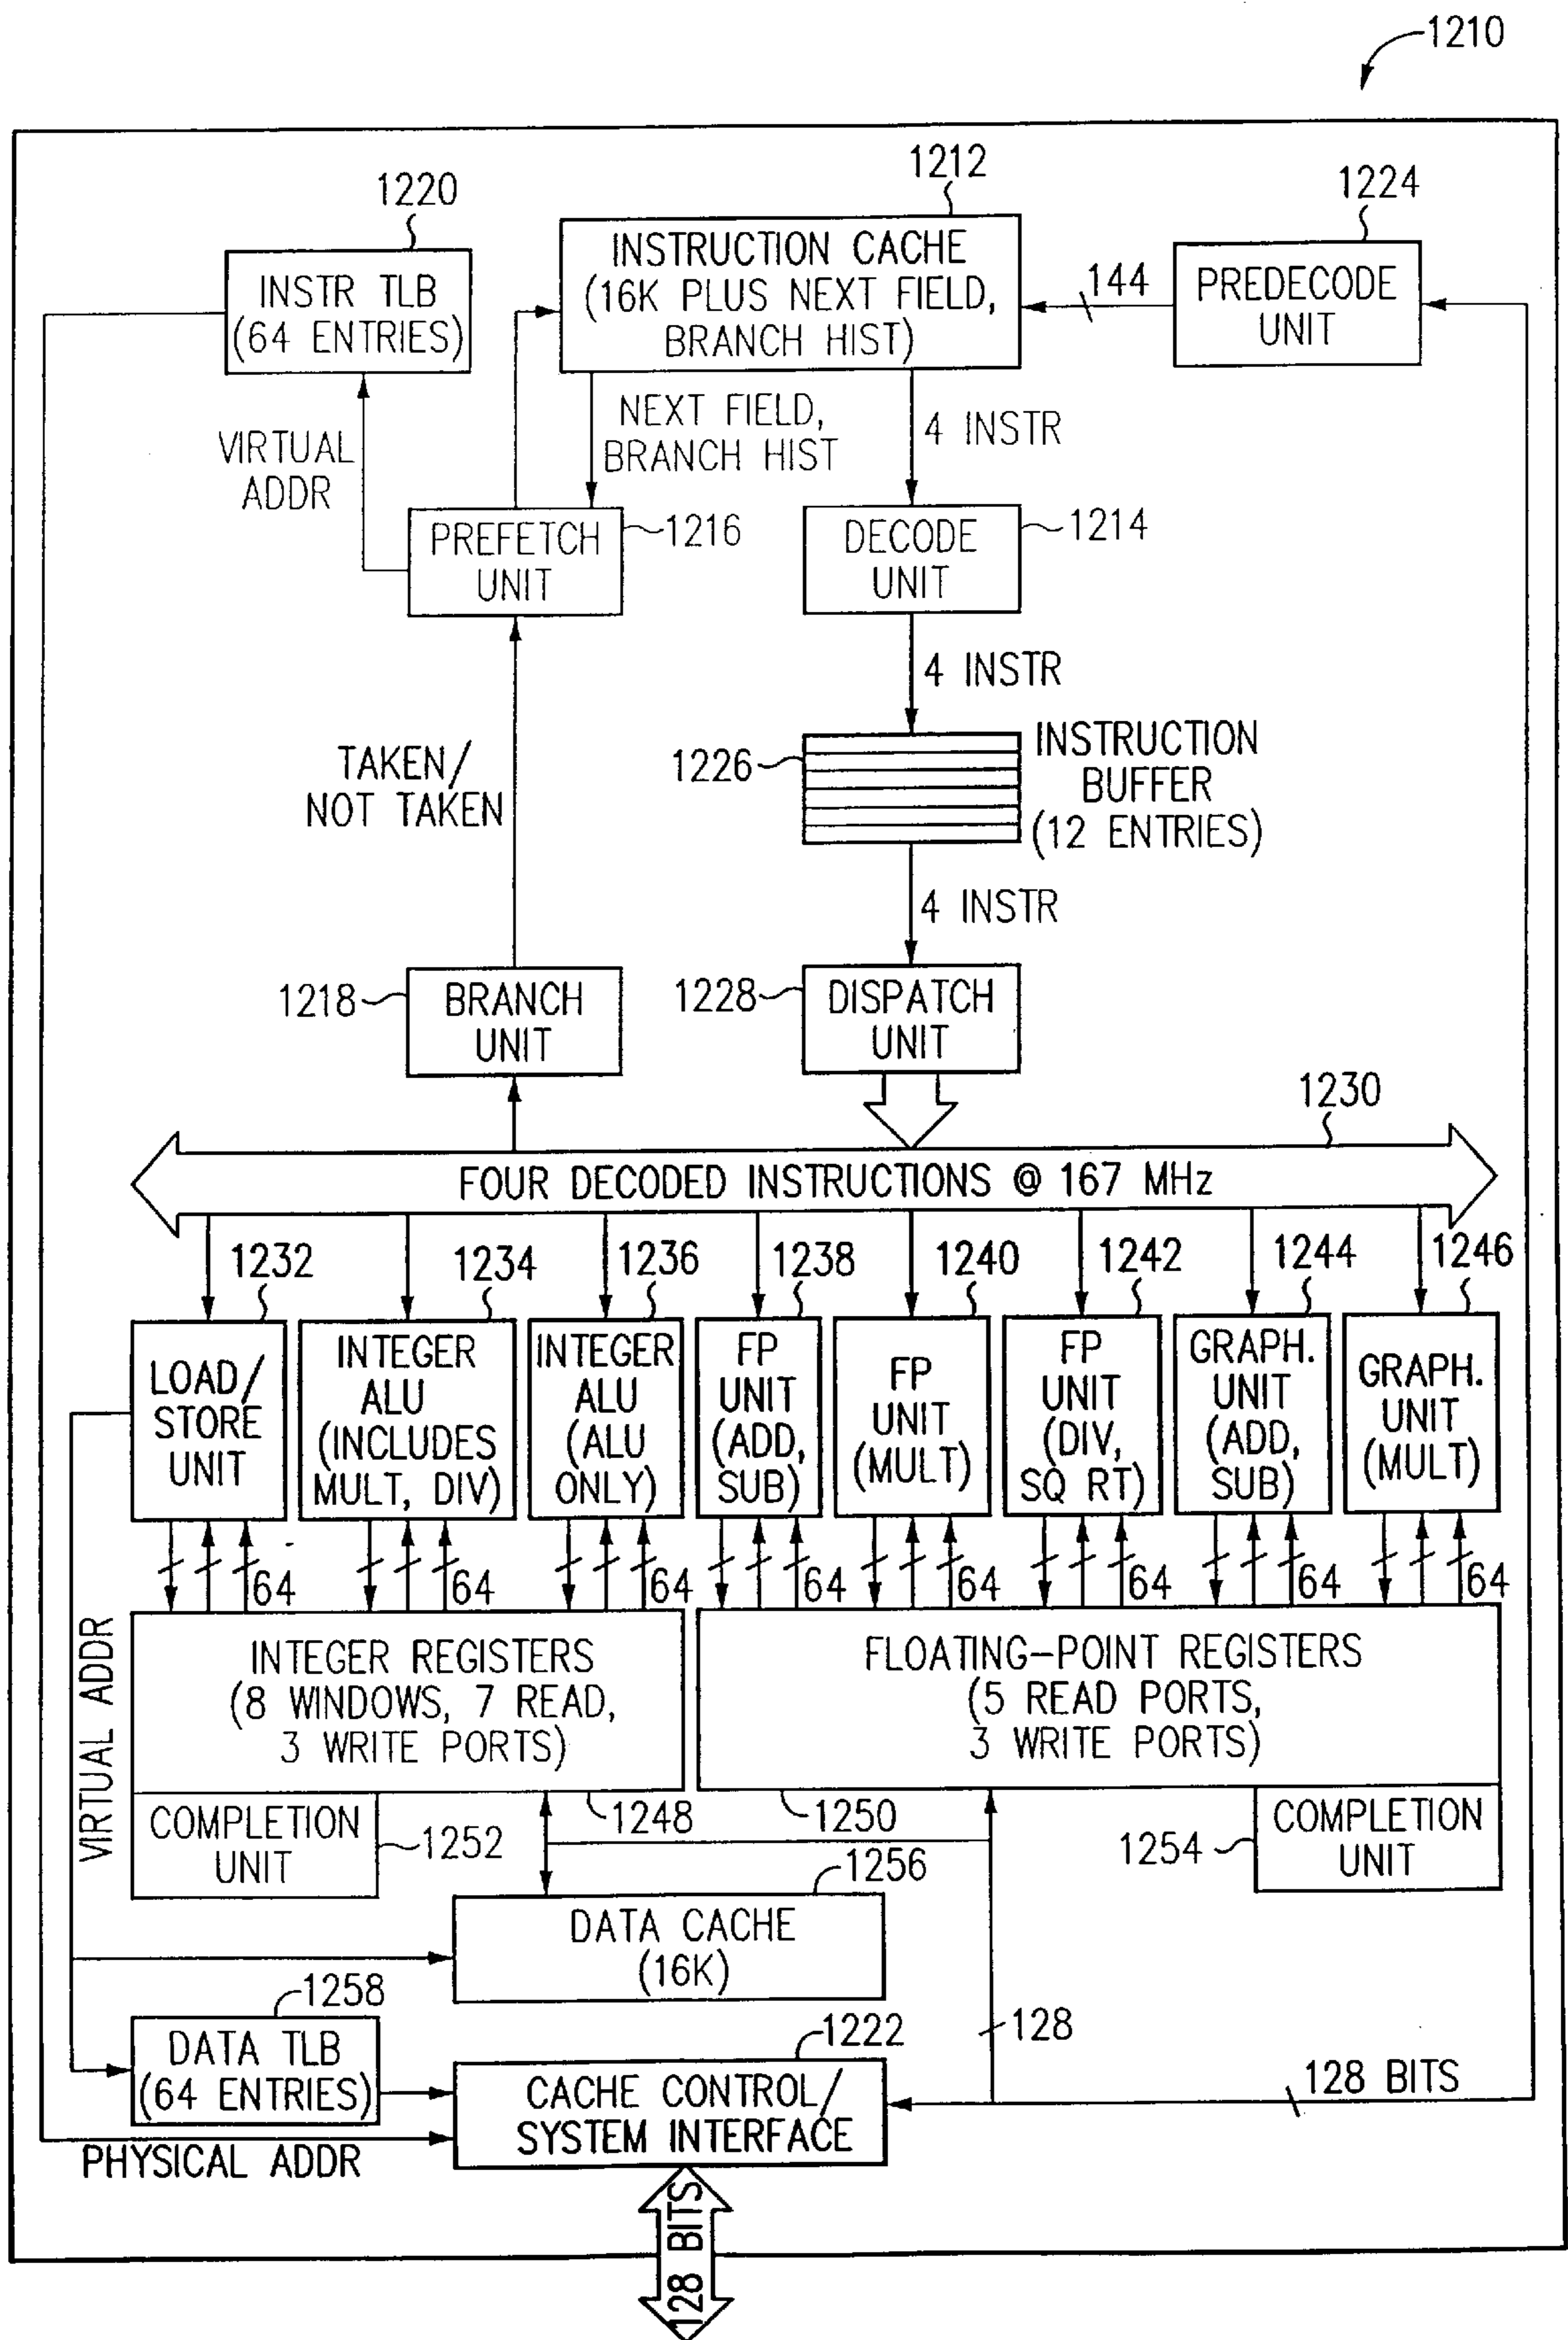 1210
1220
INSTR TLB
(64 ENTRIES)
1212
INSTRUCTION CACHE
(16K PLUS NEXT FIELD,
BRANCH HIST)
1224
PREDECODE
UNIT
144
VIRTUAL
ADDR
NEXT FIELD,
BRANCH HIST
4 INSTR
PREFETCH
UNIT
1216
DECODE
UNIT
1214
4 INSTR
1226
INSTRUCTION
BUFFER
(12 ENTRIES)
TAKEN/
NOT TAKEN
4 INSTR
1218
BRANCH
UNIT
1228
DISPATCH
UNIT
1230
FOUR DECODED INSTRUCTIONS @ 167 MHz
1232
LOAD/
STORE
UNIT
1234
INTEGER
ALU
(INCLUDES
MULT, DIV)
1236
INTEGER
ALU
(ALU
ONLY)
1238
FP
UNIT
(ADD,
SUB)
1240
FP
UNIT
(MULT)
1242
FP
UNIT
(DIV,
SQ RT)
1244
GRAPH.
UNIT
(ADD,
SUB)
1246
GRAPH.
UNIT
(MULT)
64
64
64
64
64
64
64
64
VIRTUAL ADDR
INTEGER REGISTERS
(8 WINDOWS, 7 READ,
3 WRITE PORTS)
FLOATING-POINT REGISTERS
(5 READ PORTS,
3 WRITE PORTS)
COMPLETION
UNIT
1252
1248
1250
1254
COMPLETION
UNIT
1256
DATA CACHE
(16K)
1258
DATA TLB
(64 ENTRIES)
1222
CACHE CONTROL/
SYSTEM INTERFACE
128
128 BITS
PHYSICAL ADDR
128 BITS